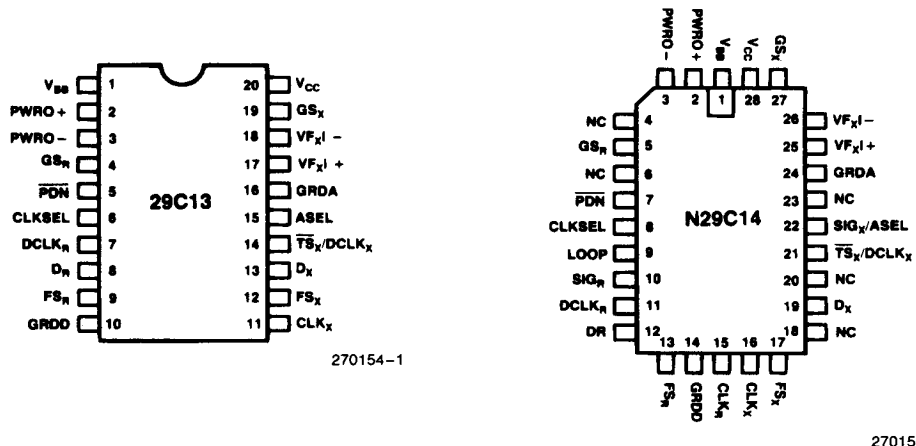 V_BB 1 20 V_CC
PWRO+ 2 19 GS_X
PWRO- 3 18 VF_XI-
GS_R 4 17 VF_XI+
P̅D̅N̅ 5 16 GRDA
29C13
CLKSEL 6 15 ASEL
DCLK_R 7 14 T̅S̅_X/DCLK_X
D_R 8 13 D_X
FS_R 9 12 FS_X
GRDD 10 11 CLK_X
270154-1
PWRO- PWRO+ V_BB V_CC GS_X
3 2 1 28 27
NC 4 26 VF_XI-
GS_R 5 25 VF_XI+
NC 6 24 GRDA
P̅D̅N̅ 7 23 NC
N29C14
CLKSEL 8 22 SIG_X/ASEL
LOOP 9 21 T̅S̅_X/DCLK_X
SIG_R 10 20 NC
DCLK_R 11 19 D_X
DR 12 18 NC
13 14 15 16 17
FS_R GRDD CLK_R CLK_X FS_X
27015